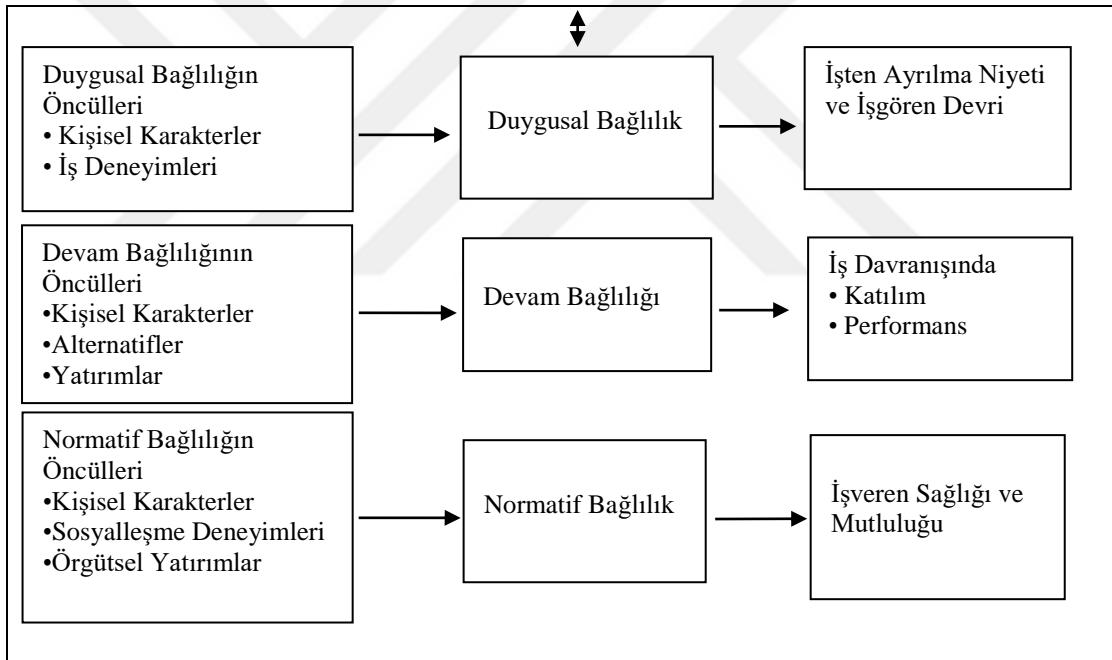 Duygusal Bağlılığın
Öncülleri
• Kişisel Karakterler
• İş Deneyimleri
Duygusal Bağlılık
İşten Ayrılma Niyeti
ve İşgören Devri
Devam Bağlılığının
Öncülleri
•Kişisel Karakterler
•Alternatifler
•Yatırımlar
Devam Bağlılığı
İş Davranışında
• Katılım
• Performans
Normatif Bağlılığın
Öncülleri
•Kişisel Karakterler
•Sosyalleşme Deneyimleri
•Örgütsel Yatırımlar
Normatif Bağlılık
İşveren Sağlığı ve
Mutluluğu